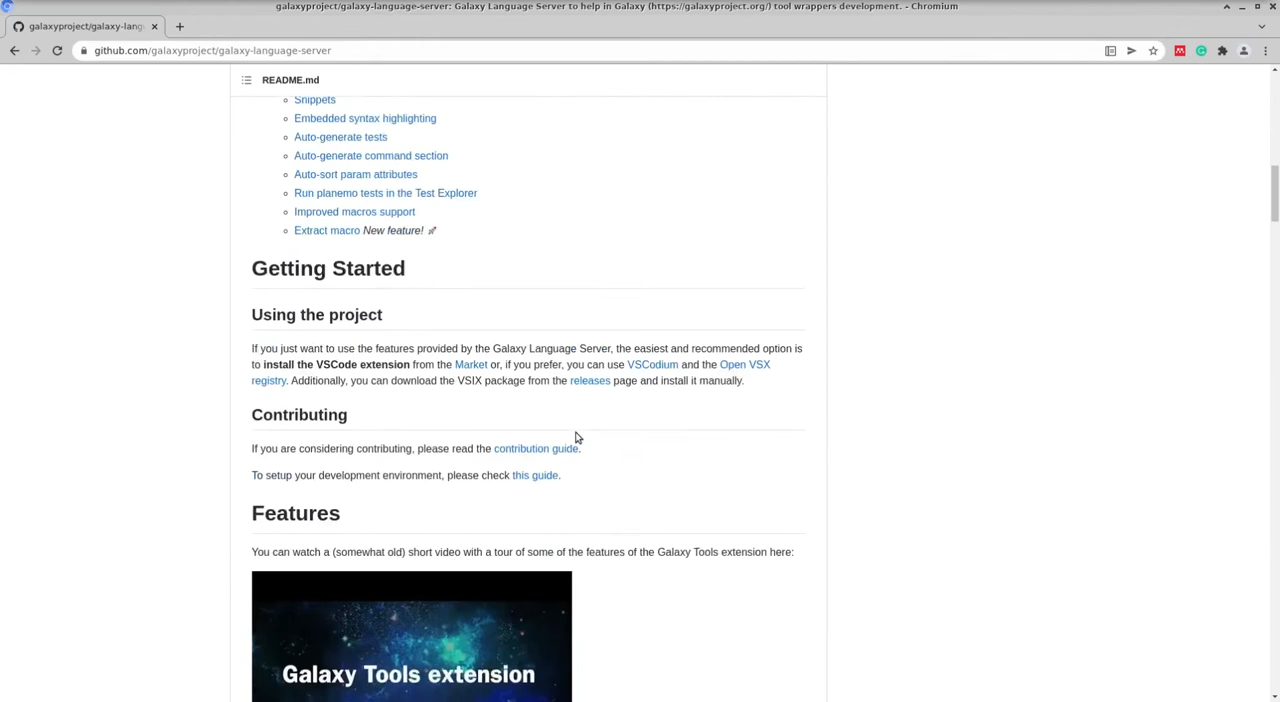 galaxyproject/galaxy-language-server: Galaxy Language Server to help in Galaxy (https://galaxyproject.org/) tool wrappers development. - Chromium
galaxyproject/galaxy-lang
github.com/galaxyproject/galaxy-language-server
README.md
Snippets
Embedded syntax highlighting
Auto-generate tests
Auto-generate command section
Auto-sort param attributes
Run planemo tests in the Test Explorer
Improved macros support
Extract macro New feature! 🚀
Getting Started
Using the project
If you just want to use the features provided by the Galaxy Language Server, the easiest and recommended option is
to install the VSCode extension from the Market or, if you prefer, you can use VSCodium and the Open VSX
registry. Additionally, you can download the VSIX package from the releases page and install it manually.
Contributing
If you are considering contributing, please read the contribution guide.
To setup your development environment, please check this guide.
Features
You can watch a (somewhat old) short video with a tour of some of the features of the Galaxy Tools extension here:
Galaxy Tools extension